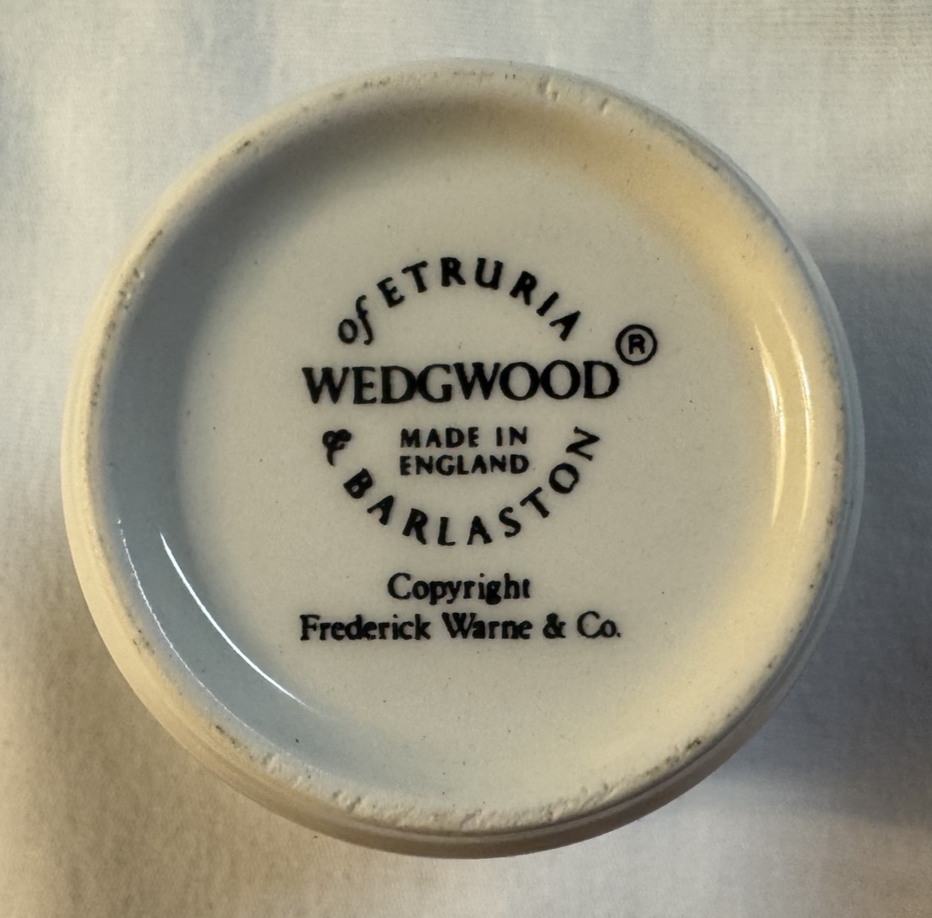 of ETRURIA
WEDGWOOD®
MADE IN
ENGLAND
& BARLASTON
Copyright
Frederick Warne & Co.